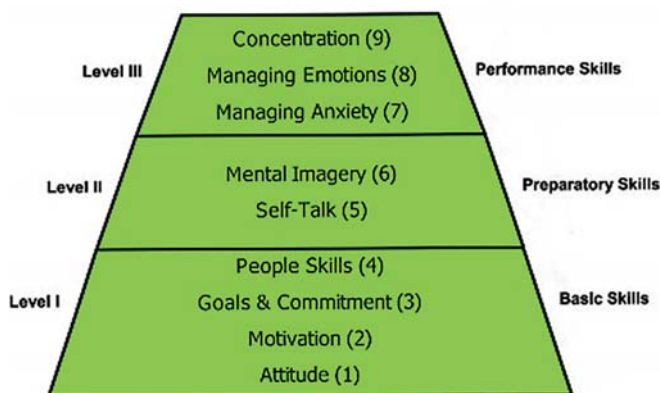 Concentration (9)
Level III
Managing Emotions (8)
Performance Skills
Managing Anxiety (7)
Mental Imagery (6)
Level II
Preparatory Skills
Self-Talk (5)
People Skills (4)
Level I
Goals & Commitment (3)
Basic Skills
Motivation (2)
Attitude (1)